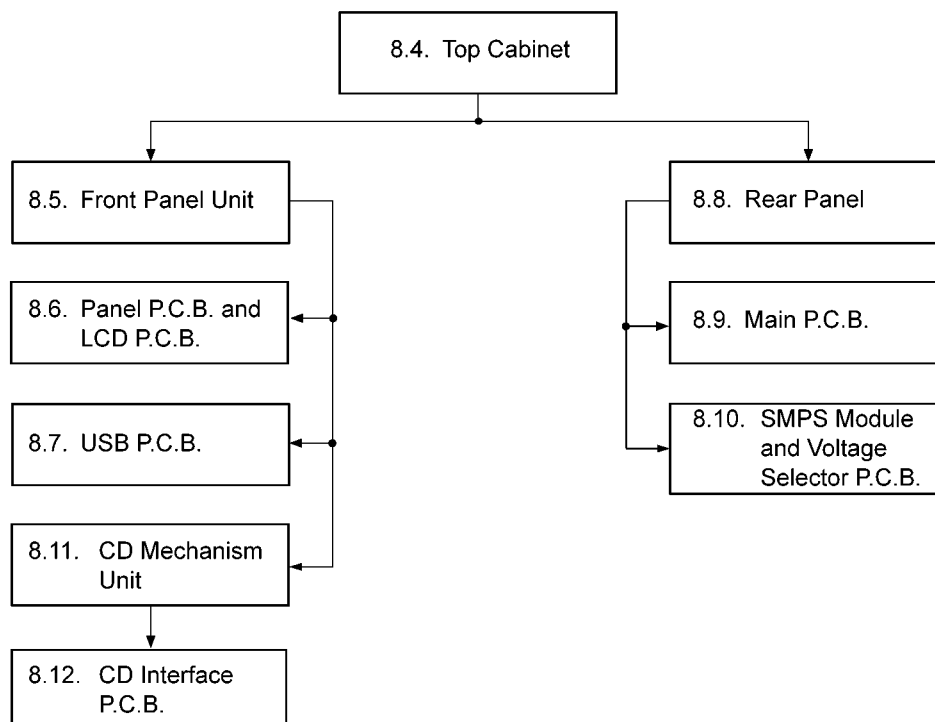 8.4. Top Cabinet
8.5. Front Panel Unit
8.6. Panel P.C.B. and
LCD P.C.B.
8.7. USB P.C.B.
8.11. CD Mechanism
Unit
8.12. CD Interface
P.C.B.
8.8. Rear Panel
8.9. Main P.C.B.
8.10. SMPS Module
and Voltage
Selector P.C.B.